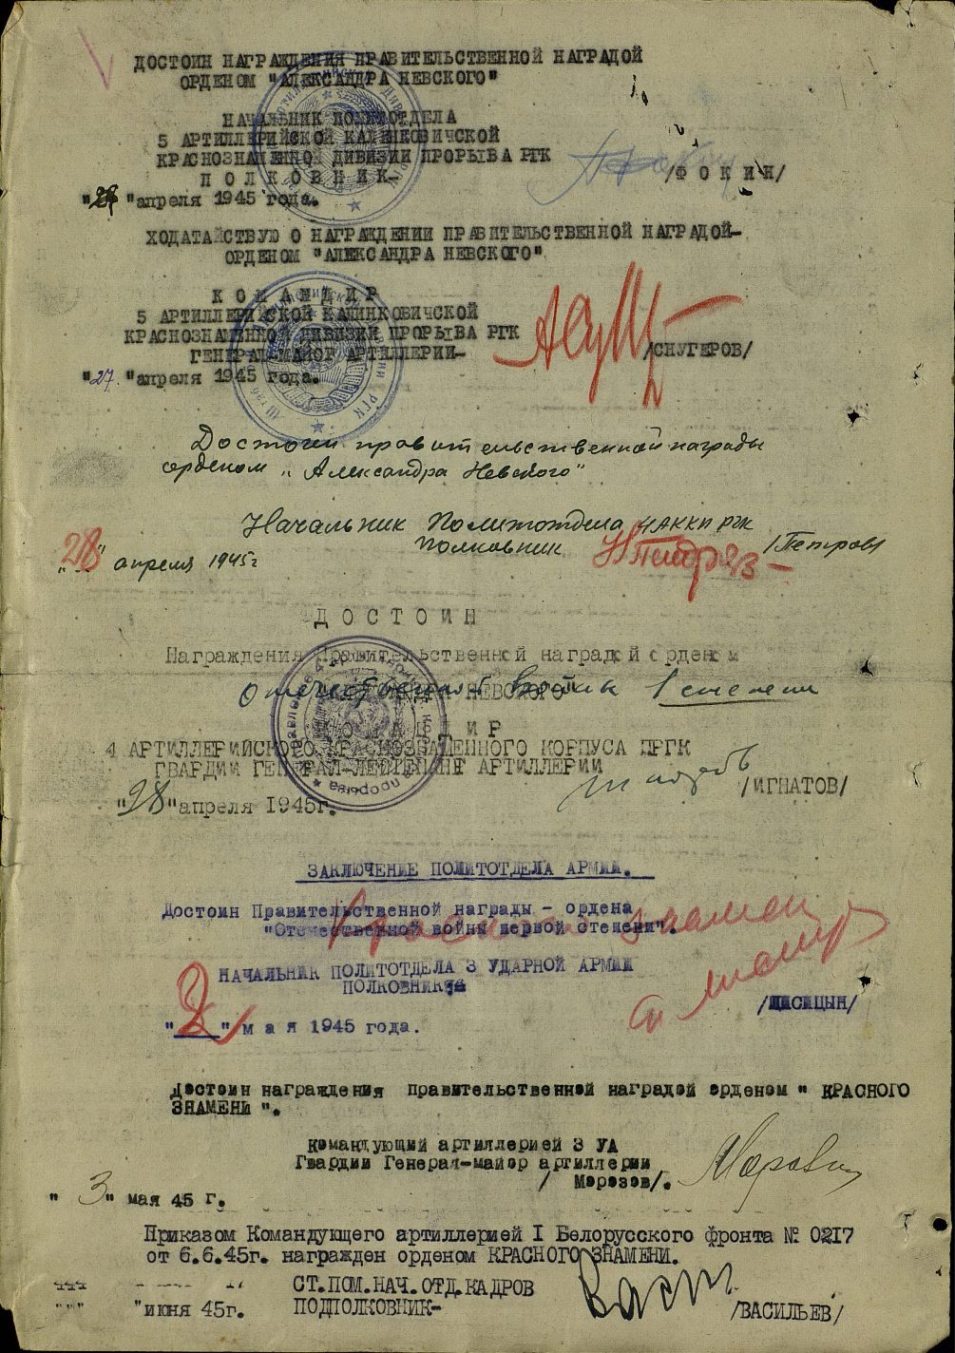 ДОСТОИН НАГРАЖДЕНИЯ ПРАВИТЕЛЬСТВЕННОЙ НАГРАДОЙ
ОРДЕНОМ "АЛЕКСАНДРА НЕВСКОГО"
НАЧАЛЬНИК ПОЛИТОТДЕЛА
5 АРТИЛЛЕРИЙСКОЙ КАЛИНКОВИЧСКОЙ
КРАСНОЗНАМЕННОЙ ДИВИЗИИ ПРОРЫВА РГК
П О Л К О В Н И К-
/Ф О К И Н/
" "апреля 1945 года.
ХОДАТАЙСТВУЮ О НАГРАЖДЕНИИ ПРАВИТЕЛЬСТВЕННОЙ НАГРАДОЙ-
ОРДЕНОМ "АЛЕКСАНДРА НЕВСКОГО"
К О М А Н Д И Р
5 АРТИЛЛЕРИЙСКОЙ КАЛИНКОВИЧСКОЙ
КРАСНОЗНАМЕННОЙ ДИВИЗИИ ПРОРЫВА РГК
ГЕНЕРАЛ-МАЙОР АРТИЛЛЕРИИ-
/СНУГЕРОВ/
"27."апреля 1945 года.
Достоин правительственной награды
орденом "Александра Невского"
Начальник Политотдела 4АККП РГК
Полковник
/Петров/
"28" апреля 1945г
Д О С Т О И Н
Награждения Правительственной наградой орденом
Отечественной Войны 1 степени
НЕВСКОГО"
К О М А Н Д И Р
4 АРТИЛЛЕРИЙСКОГО КРАСНОЗНАМЕННОГО КОРПУСА ПРГК
ГВАРДИИ ГЕНЕРАЛ-ЛЕЙТЕНАНТ АРТИЛЛЕРИИ
/ИГНАТОВ/
"28"апреля 1945г.
ЗАКЛЮЧЕНИЕ ПОЛИТОТДЕЛА АРМИИ.
Достоин Правительственной награды - ордена
"Отечественной войны первой степени".
Красного знамени
НАЧАЛЬНИК ПОЛИТОТДЕЛА 3 УДАРНОЙ АРМИИ
ПОЛКОВНИК
/ЛИСИЦЫН/
"2" м а я 1945 года.
Достоин награждения правительственной наградой орденом " КРАСНОГО
ЗНАМЕНИ ".
Командующий артиллерией 3 УА
Гвардии Генерал-майор артиллерии
/ Морозов/.
" 3" мая 45 г.
Приказом Командующего артиллерией I Белорусского фронта № 0217
от 6.6.45г. награжден орденом КРАСНОГО ЗНАМЕНИ.
СТ.ПОМ.НАЧ.ОТД.КАДРОВ
ПОДПОЛКОВНИК-
/ВАСИЛЬЕВ/
"июня 45г.